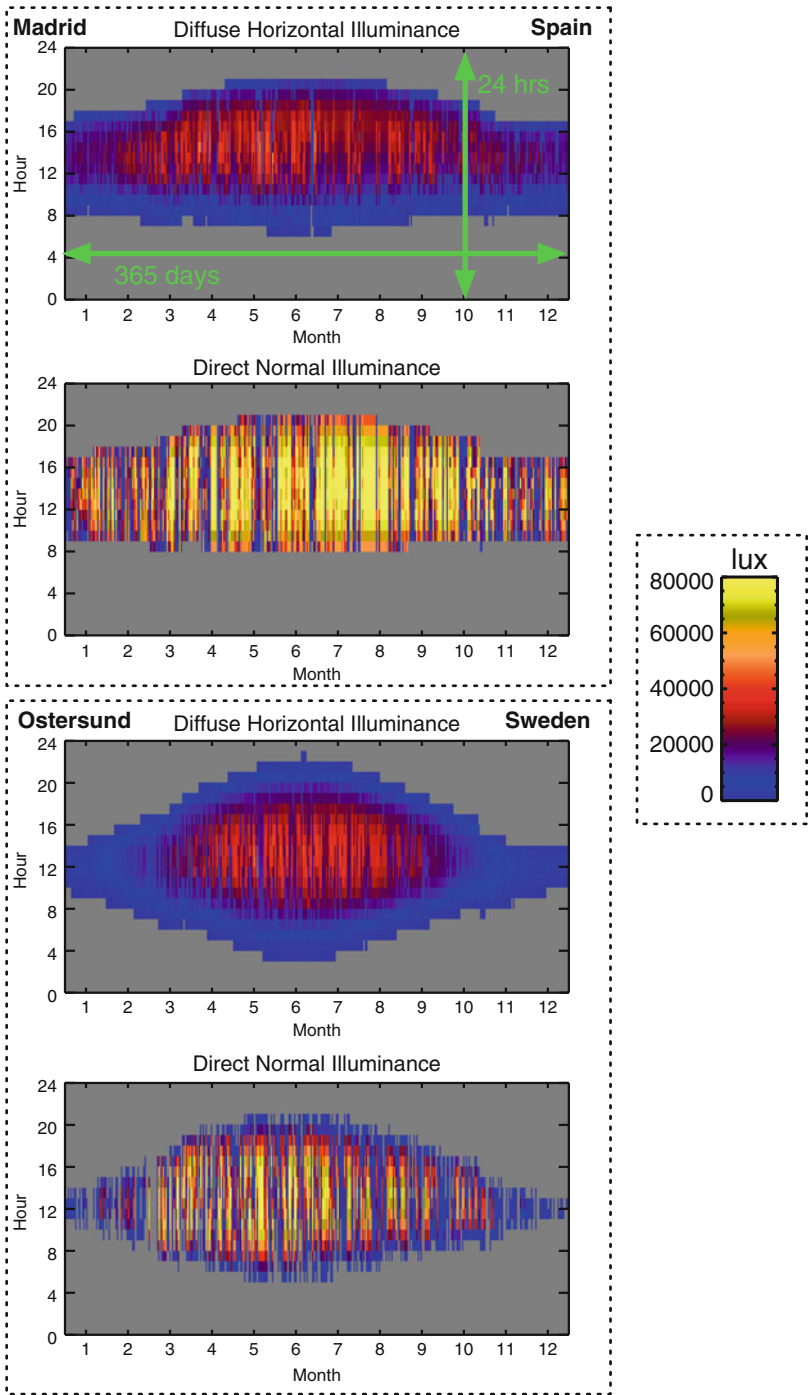 Madrid Diffuse Horizontal Illuminance Spain
24
20
16
12
8
4
0
Hour
24 hrs
365 days
1 2 3 4 5 6 7 8 9 10 11 12
Month
Direct Normal Illuminance
24
20
16
12
8
4
0
Hour
1 2 3 4 5 6 7 8 9 10 11 12
Month
lux
80000
60000
40000
20000
0
Ostersund Diffuse Horizontal Illuminance Sweden
24
20
16
12
8
4
0
Hour
1 2 3 4 5 6 7 8 9 10 11 12
Month
Direct Normal Illuminance
24
20
16
12
8
4
0
Hour
1 2 3 4 5 6 7 8 9 10 11 12
Month